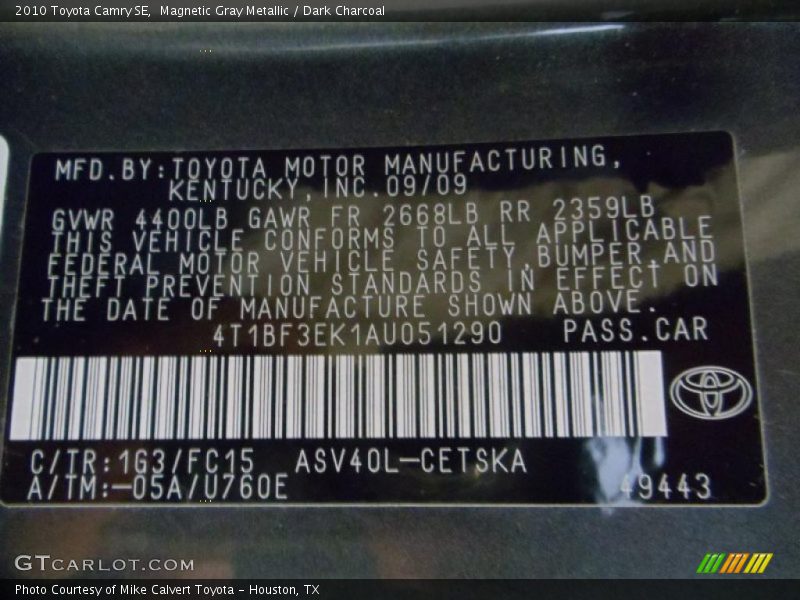 2010 Toyota Camry SE, Magnetic Gray Metallic / Dark Charcoal
MFD.BY:TOYOTA MOTOR MANUFACTURING,
KENTUCKY,INC.09/09
GVWR 4400LB GAWR FR 2668LB RR 2359LB
THIS VEHICLE CONFORMS TO ALL APPLICABLE
FEDERAL MOTOR VEHICLE SAFETY,BUMPER,AND
THEFT PREVENTION STANDARDS IN EFFECT ON
THE DATE OF MANUFACTURE SHOWN ABOVE.
4T1BF3EK1AU051290 PASS.CAR
C/TR:1G3/FC15 ASV40L-CETSKA
A/TM:-05A/U760E 49443
GTCARLOT.COM
Photo Courtesy of Mike Calvert Toyota - Houston, TX